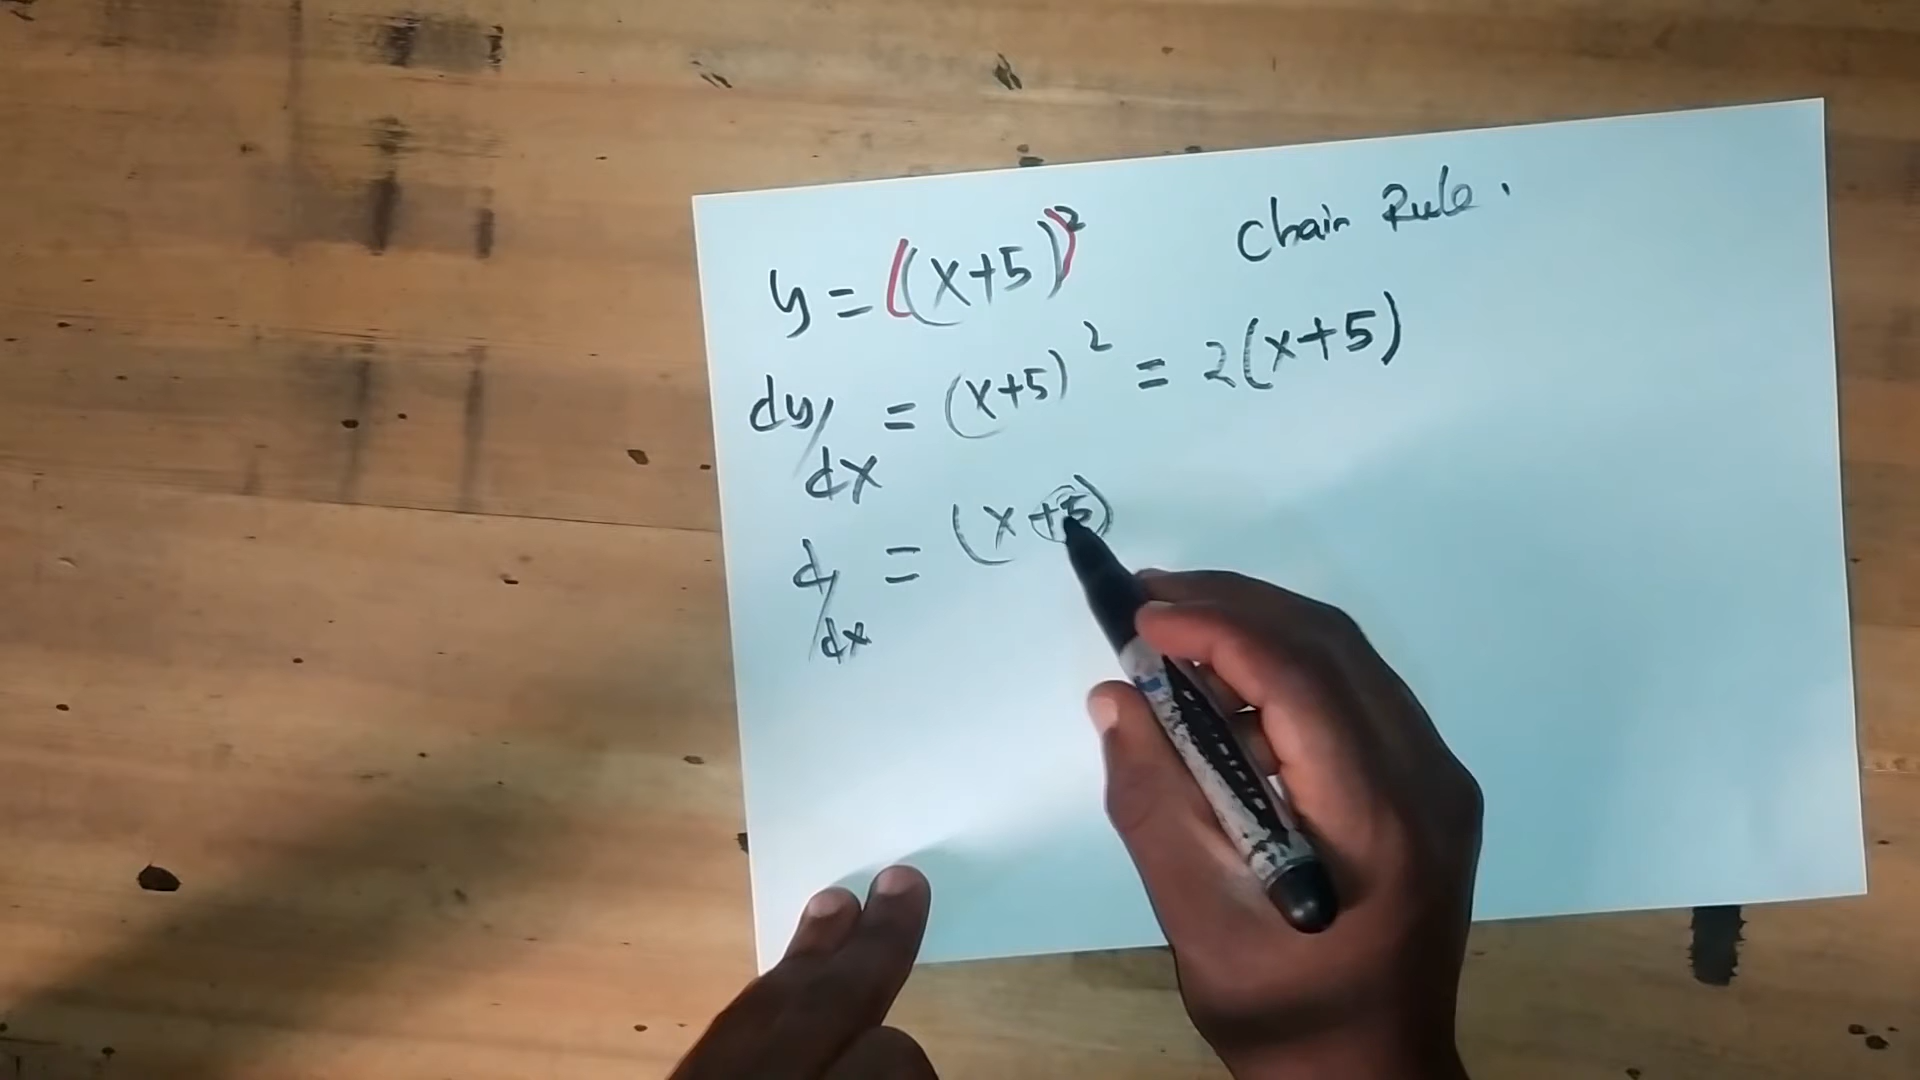 y = ((x+5)² Chain Rule.
dy/dx = (x+5)² = 2(x+5)
d/dx = (x+5)